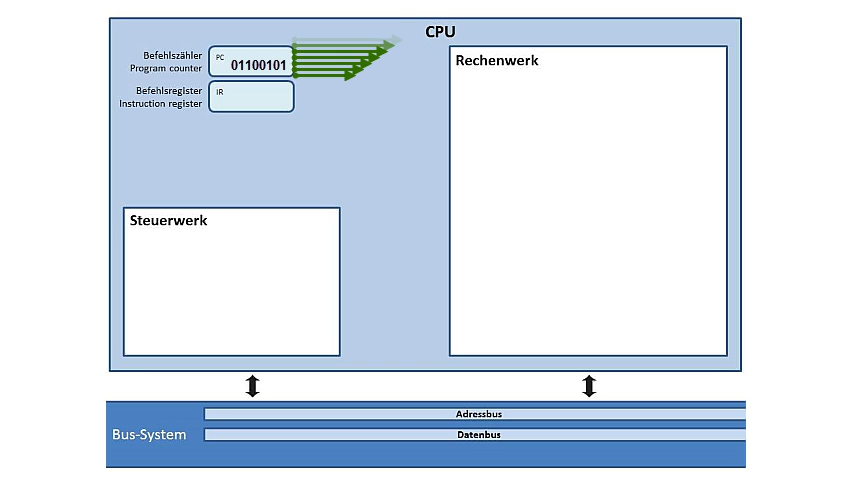 CPU
Befehlszähler
Program counter
PC
01100101
Befehlsregister
Instruction register
IR
Rechenwerk
Steuerwerk
Bus-System
Adressbus
Datenbus